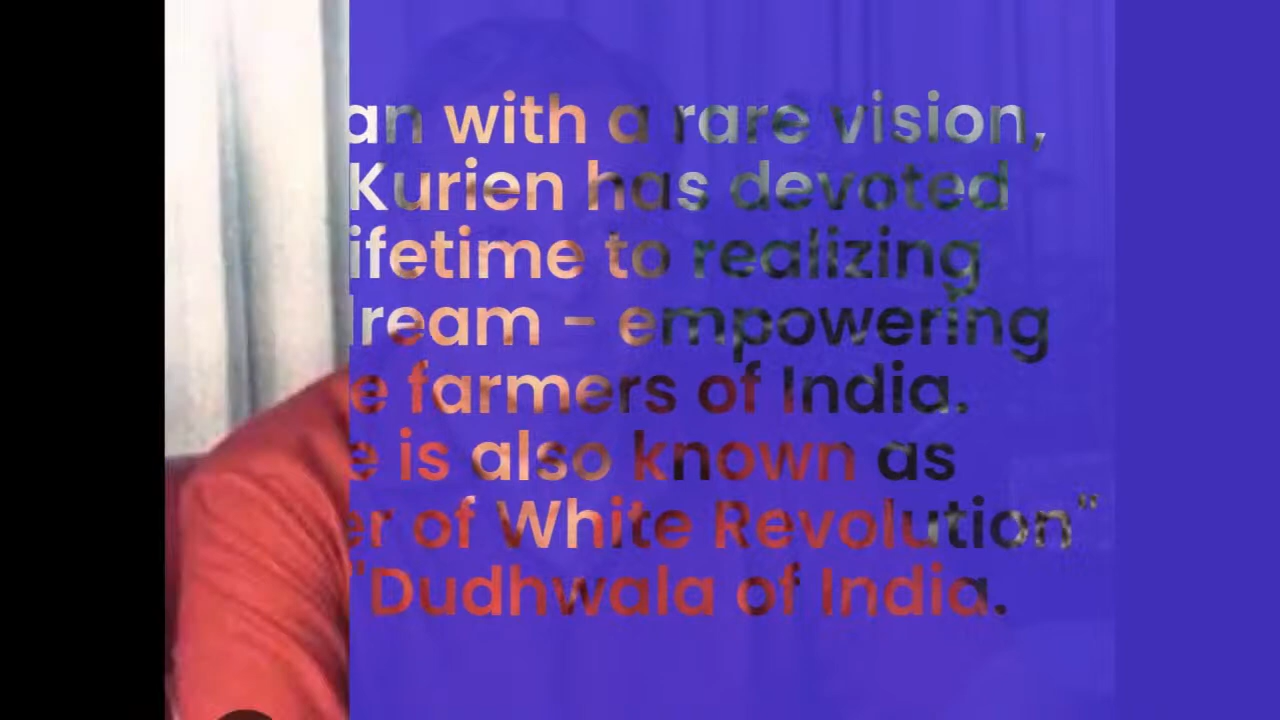 an with a rare vision,
Kurien has devoted
ifetime to realizing
ream - empowering
e farmers of India.
e is also known as
er of White Revolution"
"Dudhwala of India.